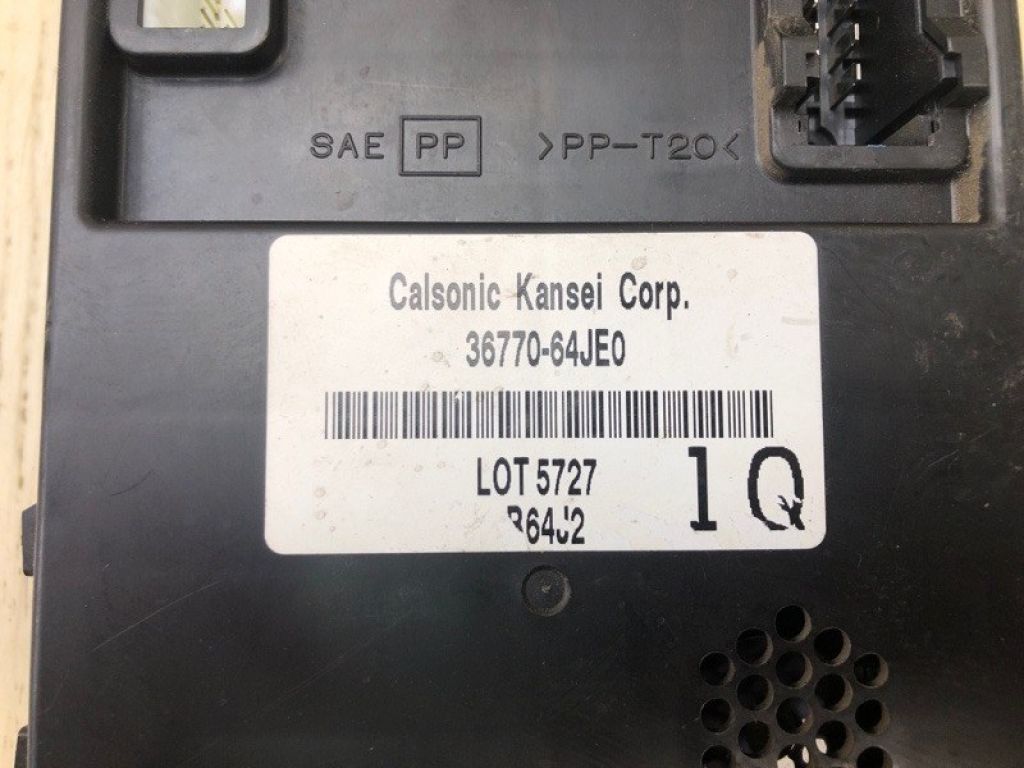 SAE PP >PP-T20<
Calsonic Kansei Corp.
36770-64JE0
LOT 5727
1Q